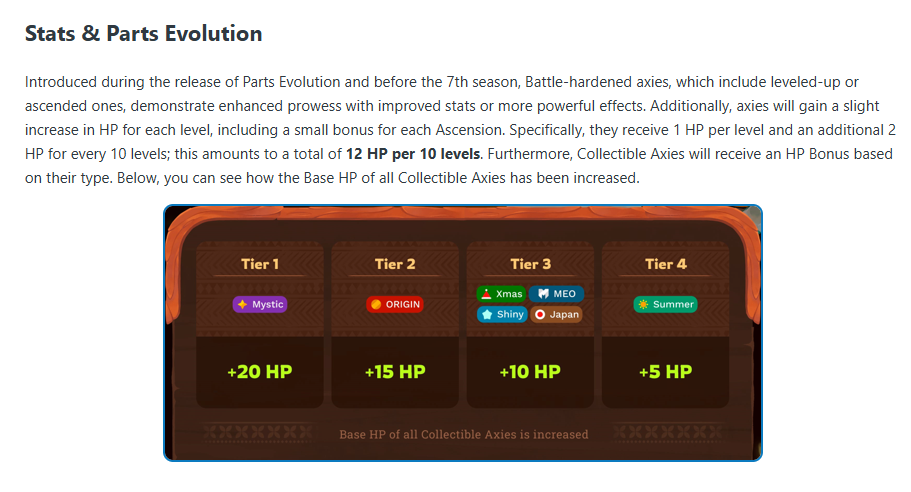 Stats & Parts Evolution
Introduced during the release of Parts Evolution and before the 7th season, Battle-hardened axies, which include leveled-up or
ascended ones, demonstrate enhanced prowess with improved stats or more powerful effects. Additionally, axies will gain a slight
increase in HP for each level, including a small bonus for each Ascension. Specifically, they receive 1 HP per level and an additional 2
HP for every 10 levels; this amounts to a total of 12 HP per 10 levels. Furthermore, Collectible Axies will receive an HP Bonus based
on their type. Below, you can see how the Base HP of all Collectible Axies has been increased.
Tier 1
Mystic
+20 HP
Tier 2
ORIGIN
+15 HP
Tier 3
Xmas MEO
Shiny Japan
+10 HP
Tier 4
Summer
+5 HP
Base HP of all Collectible Axies is increased